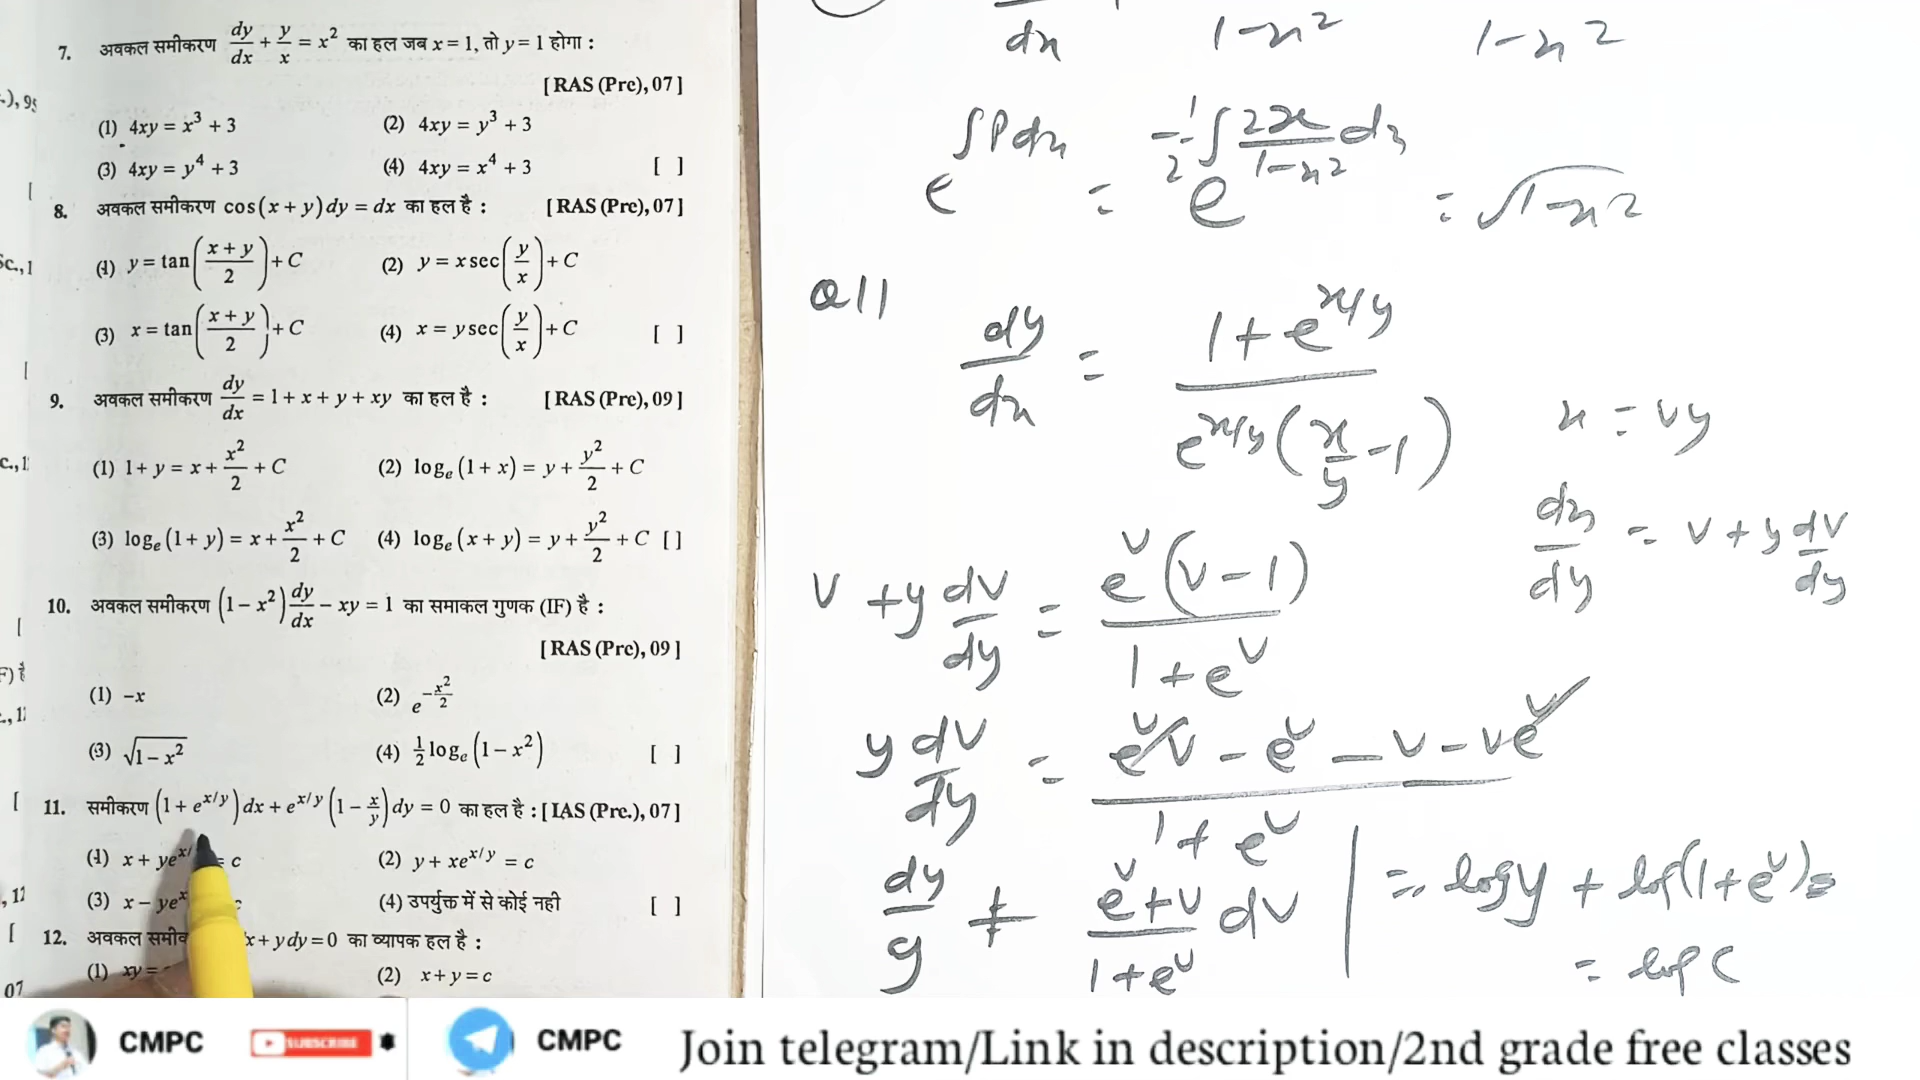 7. अवकल समीकरण dy/dx + y/x = x² का हल जब x = 1, तो y = 1 होगा :
[RAS (Pre), 07]
(1) 4xy = x³ + 3 (2) 4xy = y³ + 3
(3) 4xy = y⁴ + 3 (4) 4xy = x⁴ + 3 [ ]
8. अवकल समीकरण cos(x + y)dy = dx का हल है : [RAS (Pre), 07]
(1) y = tan((x + y)/2) + C (2) y = x sec(y/x) + C
(3) x = tan((x + y)/2) + C (4) x = y sec(y/x) + C [ ]
9. अवकल समीकरण dy/dx = 1 + x + y + xy का हल है : [RAS (Pre), 09]
(1) 1 + y = x + x²/2 + C (2) logₑ(1 + x) = y + y²/2 + C
(3) logₑ(1 + y) = x + x²/2 + C (4) logₑ(x + y) = y + y²/2 + C [ ]
10. अवकल समीकरण (1 − x²)dy/dx − xy = 1 का समाकल गुणक (IF) है :
[RAS (Pre), 09]
(1) −x (2) e^(−x²/2)
(3) √(1 − x²) (4) ½ logₑ(1 − x²) [ ]
11. समीकरण (1 + e^(x/y))dx + e^(x/y)(1 − x/y)dy = 0 का हल है : [IAS (Pre.), 07]
(1) x + ye^x/ = c (2) y + xe^(x/y) = c
(3) x − ye^x (4) उपर्युक्त में से कोई नही [ ]
12. अवकल समी x + y dy = 0 का व्यापक हल है :
(1) xy = (2) x + y = c
dx 1−x² 1−x²
e^(∫P dx) = e^(−1/2 ∫ 2x/(1−x²) dx) = √(1−x²)
Q11
dy/dx = (1 + e^(x/y)) / (e^(x/y)(x/y − 1))
x = vy
dx/dy = v + y dv/dy
v + y dv/dy = e^v(v − 1) / (1 + e^v)
y dv/dy = (e^v v − e^v − v − ve^v) / (1 + e^v)
dy/y + (e^v + v)/(1 + e^v) dv
= log y + log(1 + e^v) =
= log c
CMPC SUBSCRIBE CMPC Join telegram/Link in description/2nd grade free classes